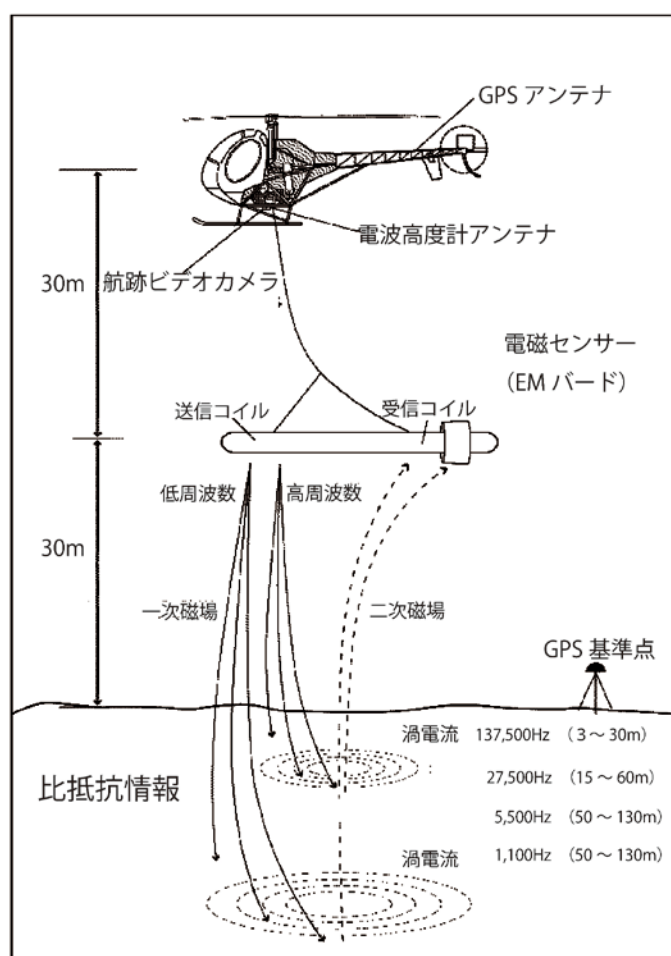 GPS アンテナ
電波高度計アンテナ
30m
航跡ビデオカメラ
電磁センサー
(EM バード)
送信コイル
受信コイル
低周波数
高周波数
30m
一次磁場
二次磁場
GPS 基準点
渦電流 137,500Hz (3～30m)
比抵抗情報
27,500Hz (15～60m)
5,500Hz (50～130m)
渦電流 1,100Hz (50～130m)